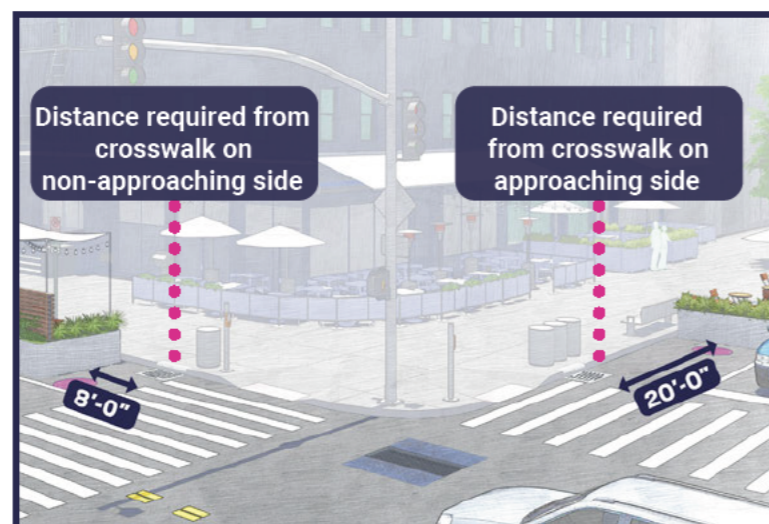 Distance required from
crosswalk on
non-approaching side
Distance required
from crosswalk on
approaching side
8'-0"
20'-0"